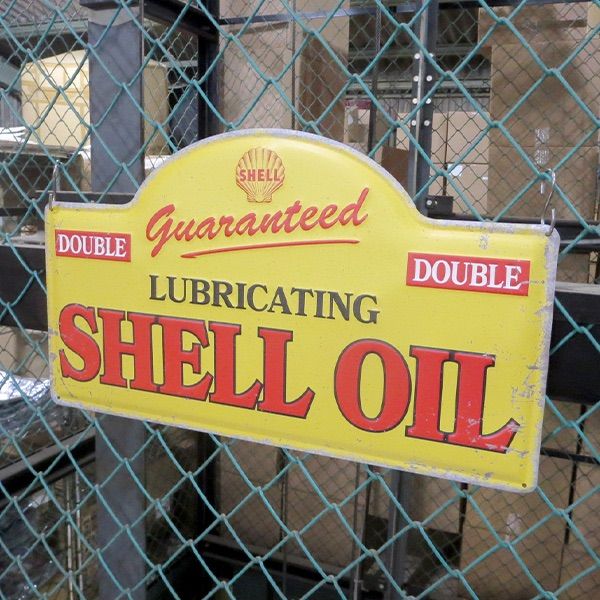 SHELL
Guaranteed
DOUBLE
DOUBLE
LUBRICATING
SHELL OIL